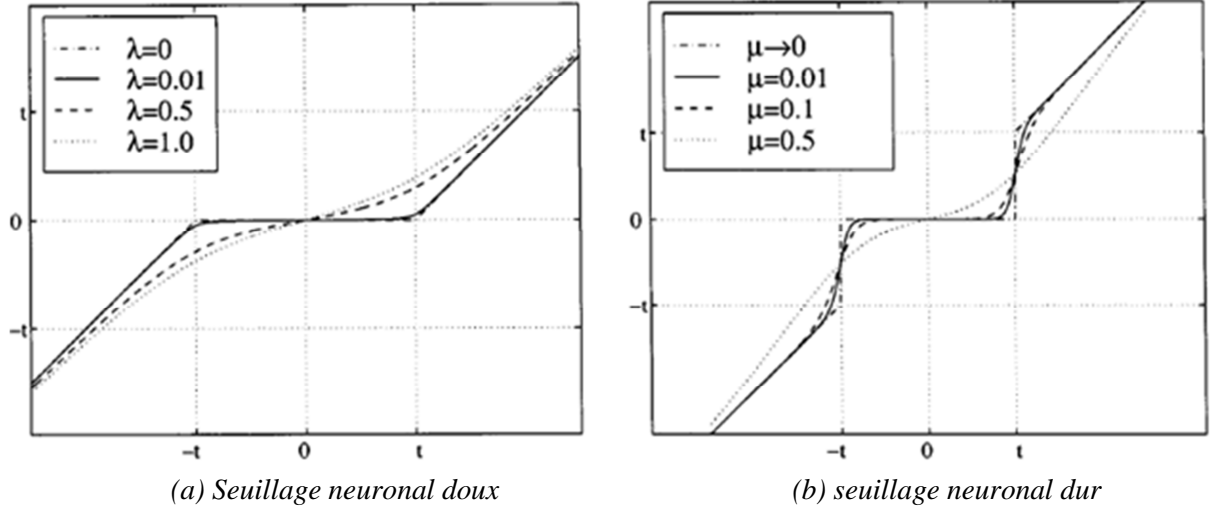 λ=0
λ=0.01
λ=0.5
λ=1.0
t
0
−t
−t 0 t
(a) Seuillage neuronal doux
μ→0
μ=0.01
μ=0.1
μ=0.5
t
0
−t
−t 0 t
(b) seuillage neuronal dur